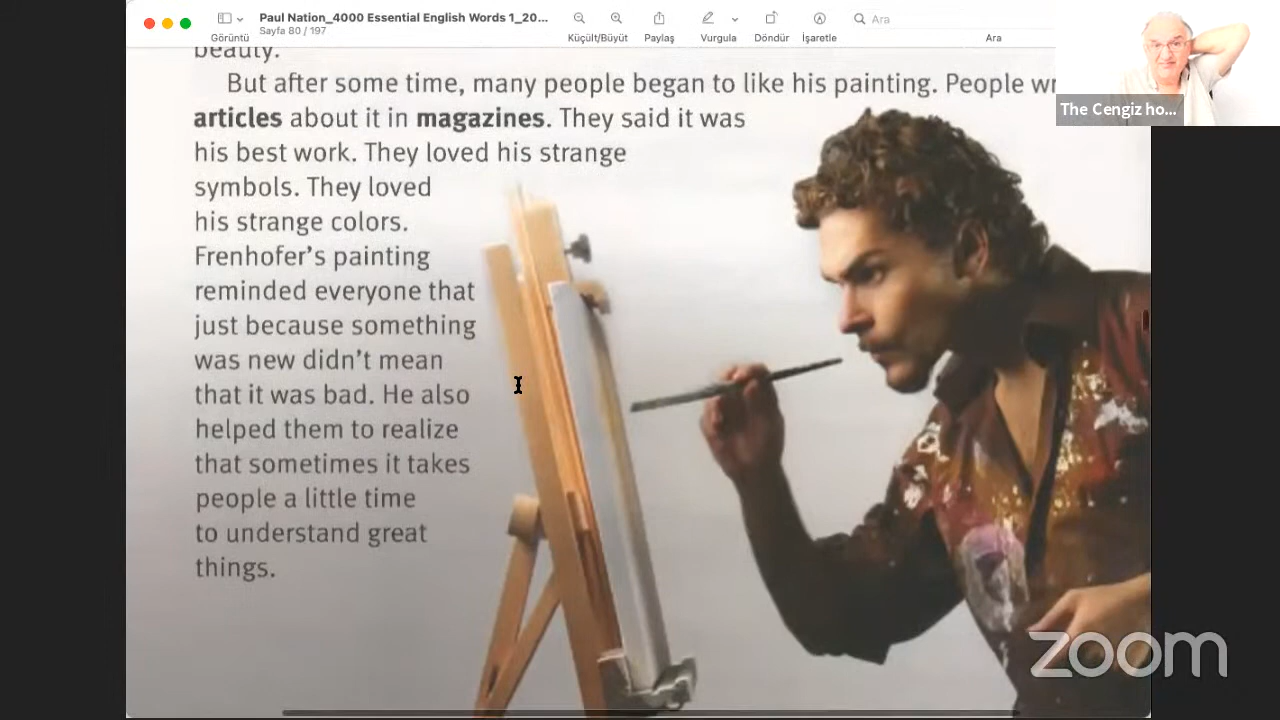 Paul Nation_4000 Essential English Words 1_20...
Sayfa 80 / 197
Görüntü
Küçült/Büyüt
Paylaş
Vurgula
Döndür
İşaretle
Ara
Ara
The Cengiz ho...
beauty.
But after some time, many people began to like his painting. People
articles about it in magazines. They said it was
his best work. They loved his strange
symbols. They loved
his strange colors.
Frenhofer’s painting
reminded everyone that
just because something
was new didn’t mean
that it was bad. He also
helped them to realize
that sometimes it takes
people a little time
to understand great
things.
zoom